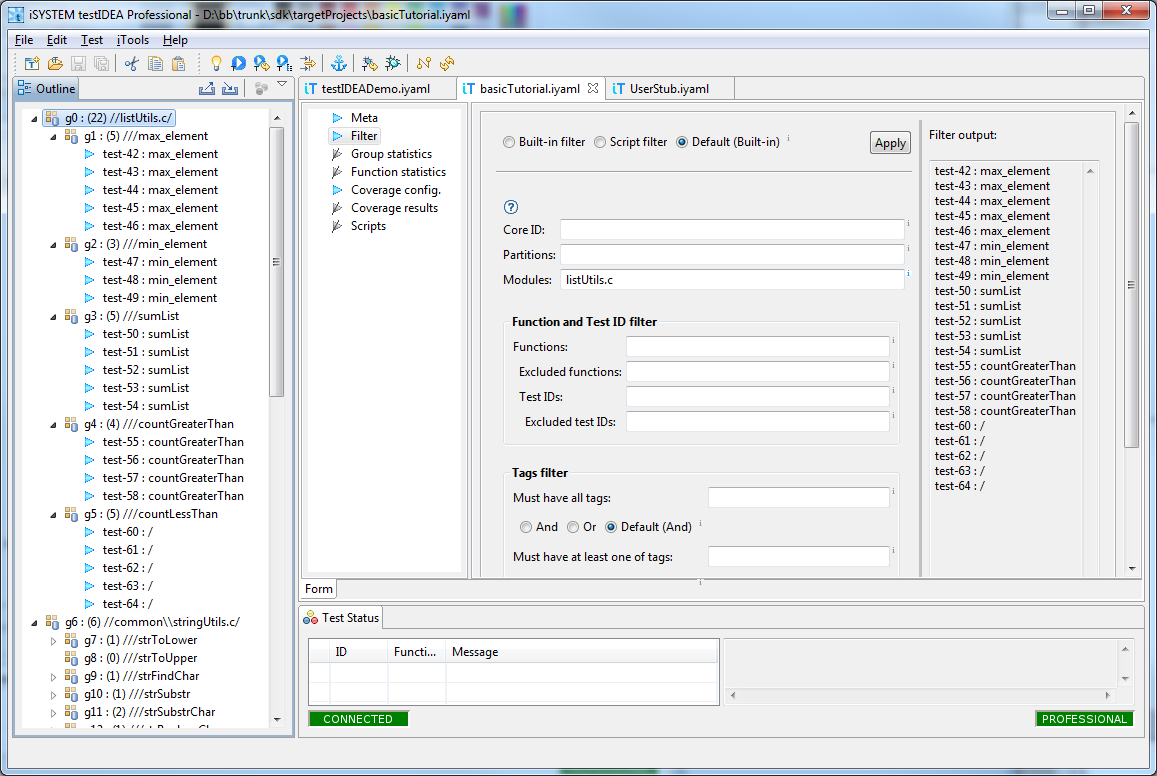 iSYSTEM testIDEA Professional - D:\bb\trunk\sdk\targetProjects\basicTutorial.iyaml
File Edit Test iTools Help
Outline
g0 : (22) //listUtils.c/
g1 : (5) ///max_element
test-42 : max_element
test-43 : max_element
test-44 : max_element
test-45 : max_element
test-46 : max_element
g2 : (3) ///min_element
test-47 : min_element
test-48 : min_element
test-49 : min_element
g3 : (5) ///sumList
test-50 : sumList
test-51 : sumList
test-52 : sumList
test-53 : sumList
test-54 : sumList
g4 : (4) ///countGreaterThan
test-55 : countGreaterThan
test-56 : countGreaterThan
test-57 : countGreaterThan
test-58 : countGreaterThan
g5 : (5) ///countLessThan
test-60 : /
test-61 : /
test-62 : /
test-63 : /
test-64 : /
g6 : (6) //common\\stringUtils.c/
g7 : (1) ///strToLower
g8 : (0) ///strToUpper
g9 : (1) ///strFindChar
g10 : (1) ///strSubstr
g11 : (2) ///strSubstrChar
testIDEADemo.iyaml basicTutorial.iyaml UserStub.iyaml
Meta
Filter
Group statistics
Function statistics
Coverage config.
Coverage results
Scripts
Built-in filter Script filter Default (Built-in) Apply
Core ID:
Partitions:
Modules: listUtils.c
Function and Test ID filter
Functions:
Excluded functions:
Test IDs:
Excluded test IDs:
Tags filter
Must have all tags:
And Or Default (And)
Must have at least one of tags:
Filter output:
test-42 : max_element
test-43 : max_element
test-44 : max_element
test-45 : max_element
test-46 : max_element
test-47 : min_element
test-48 : min_element
test-49 : min_element
test-50 : sumList
test-51 : sumList
test-52 : sumList
test-53 : sumList
test-54 : sumList
test-55 : countGreaterThan
test-56 : countGreaterThan
test-57 : countGreaterThan
test-58 : countGreaterThan
test-60 : /
test-61 : /
test-62 : /
test-63 : /
test-64 : /
Form
Test Status
ID Functi... Message
CONNECTED
PROFESSIONAL